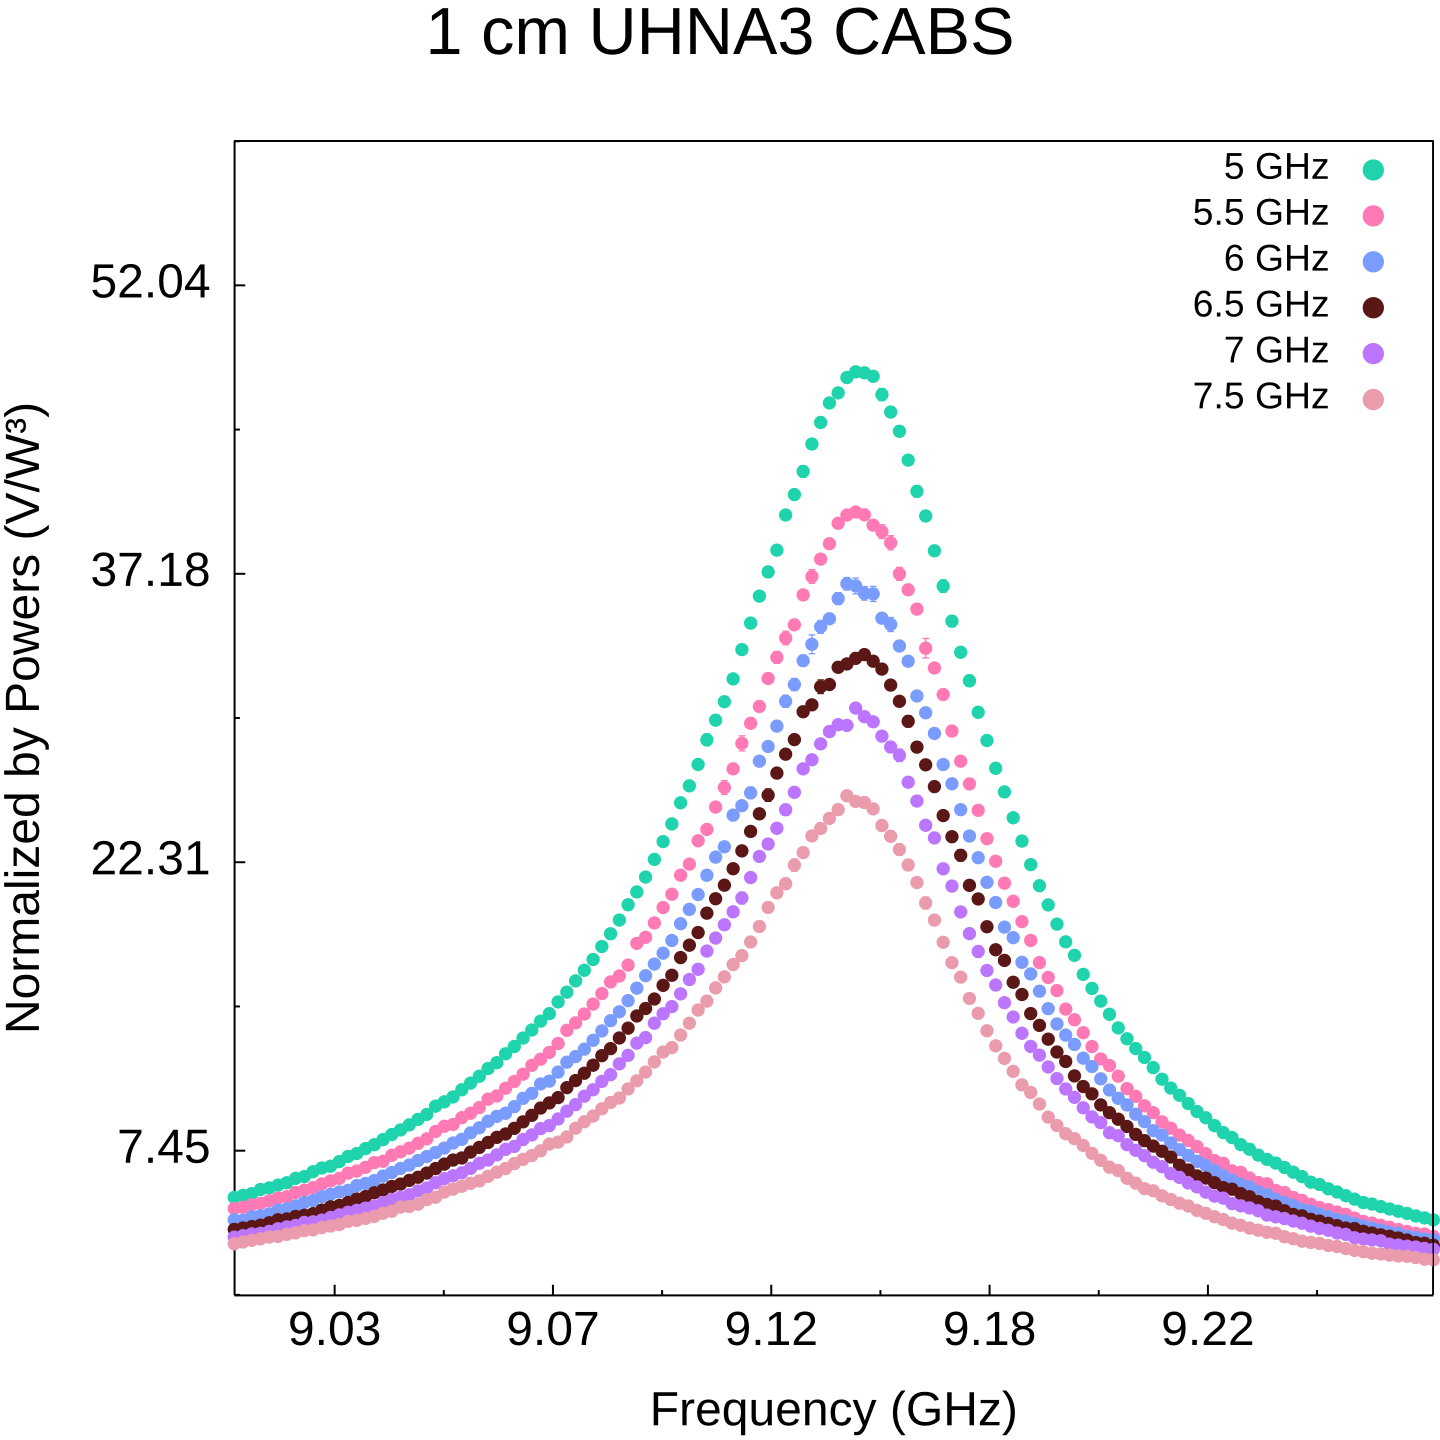 1 cm UHNA3 CABS
5 GHz
5.5 GHz
6 GHz
6.5 GHz
7 GHz
7.5 GHz
52.04
37.18
22.31
7.45
Normalized by Powers (V/W³)
9.03 9.07 9.12 9.18 9.22
Frequency (GHz)